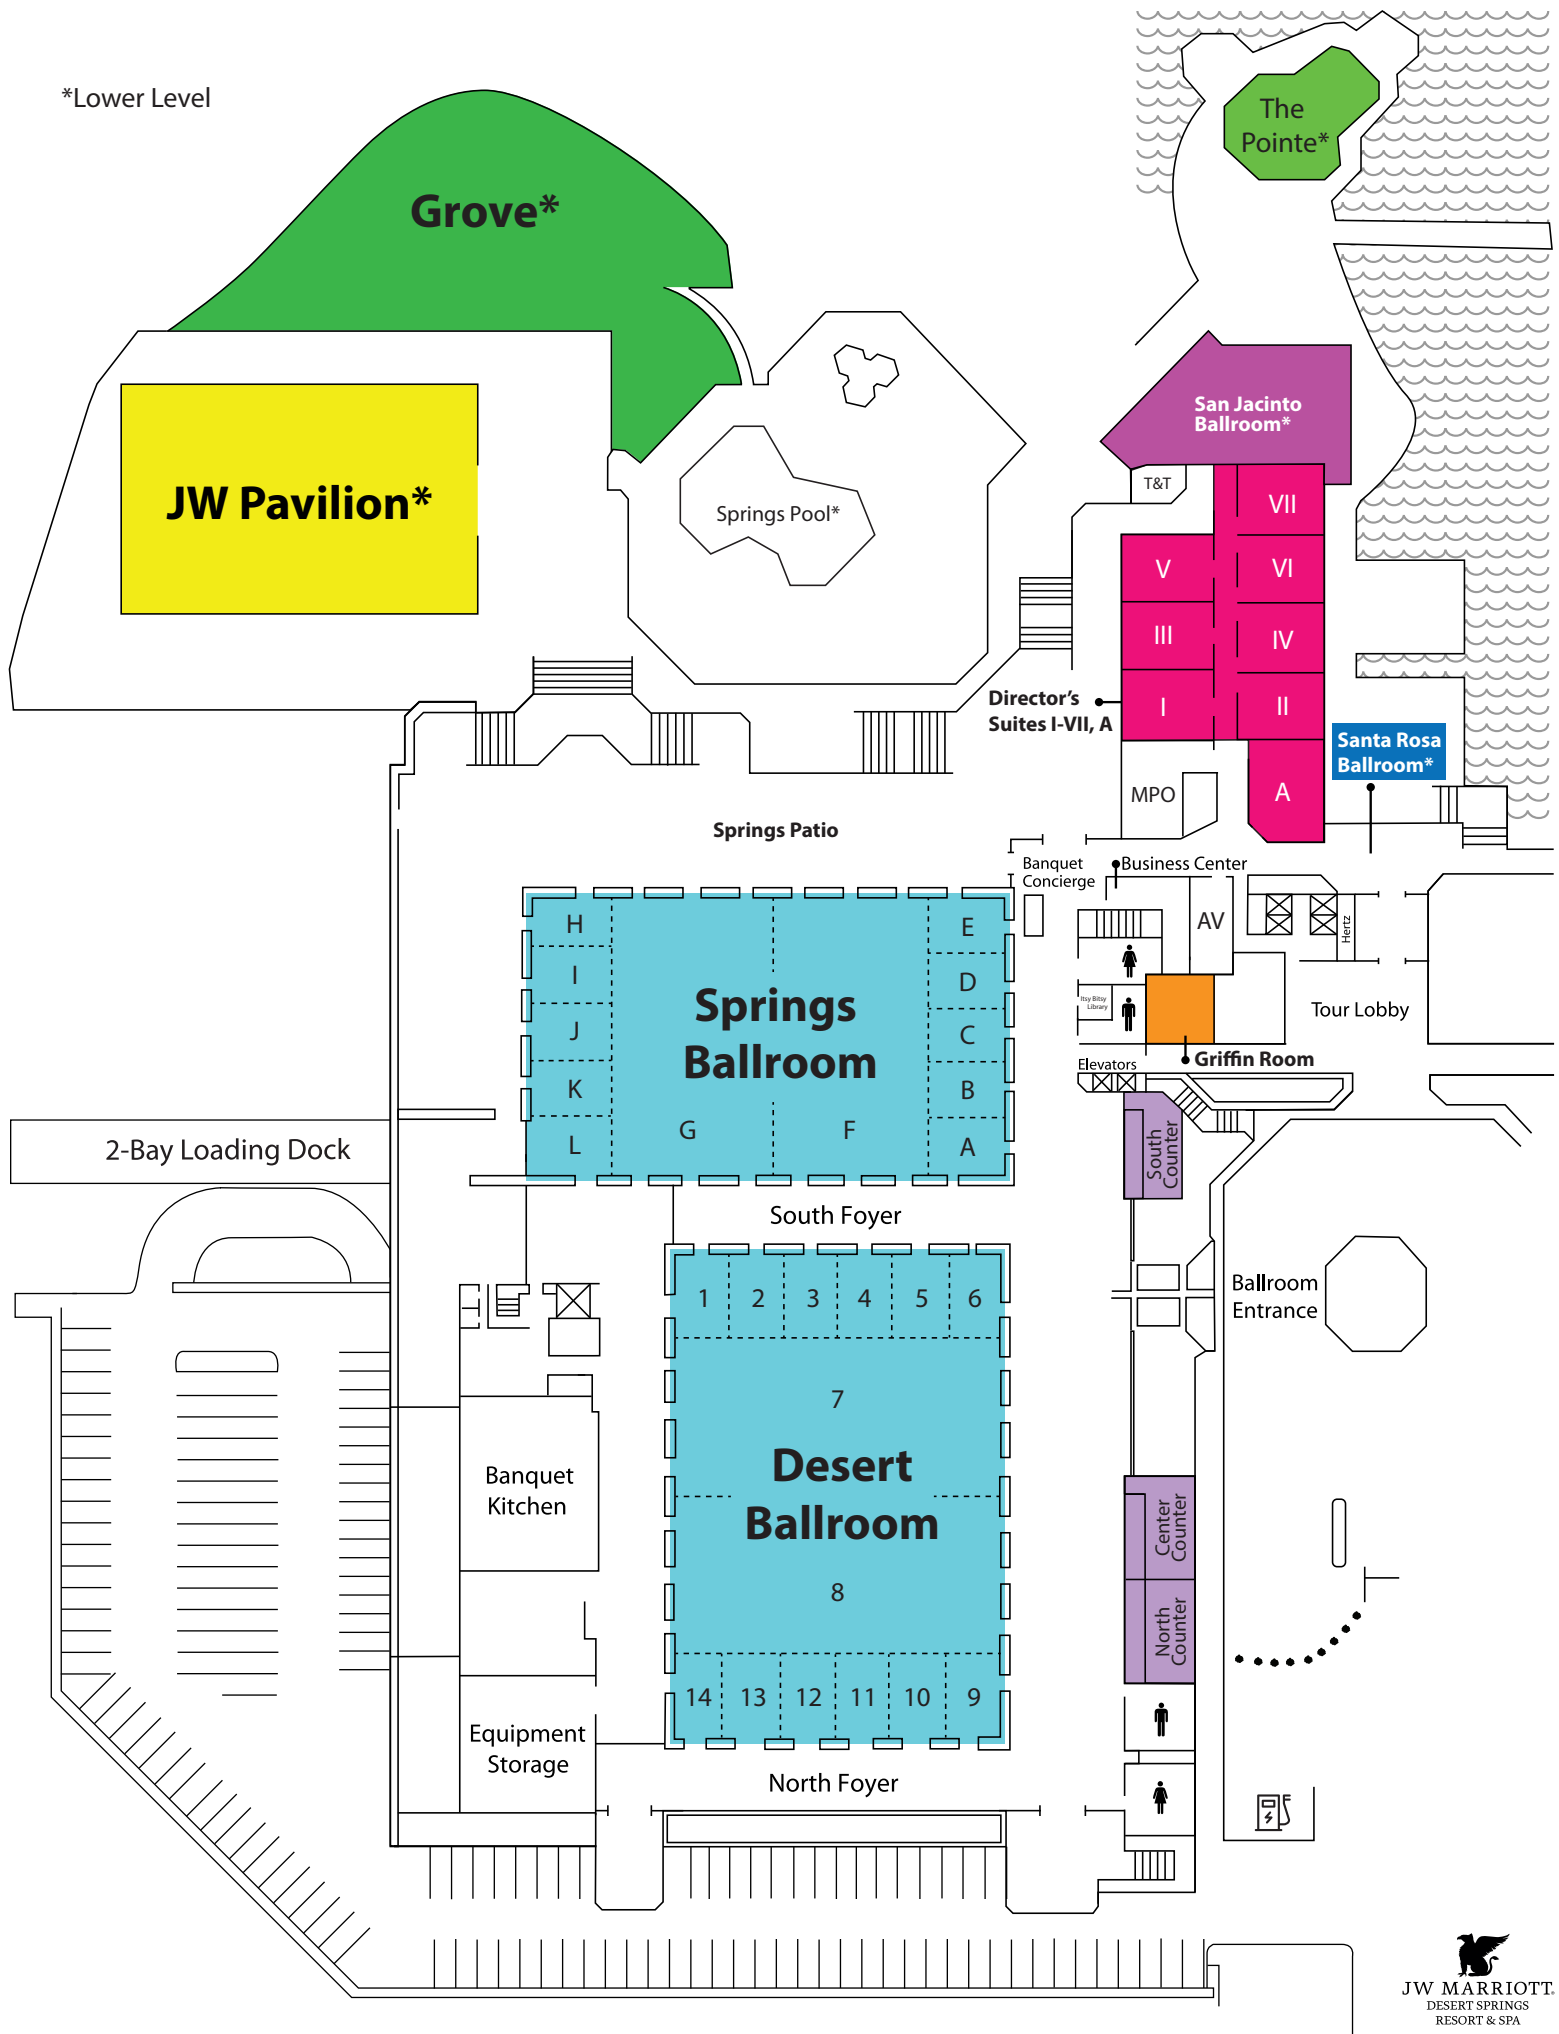 *Lower Level
The
Pointe*
Grove*
San Jacinto
Ballroom*
T&T
VII
JW Pavilion*
Springs Pool*
V
VI
III
IV
Director's
Suites I-VII, A
I
II
Santa Rosa
Ballroom*
MPO
A
Springs Patio
Banquet
Concierge
Business Center
H
E
AV
Hertz
I
D
Springs
Ballroom
Itsy Bitsy
Library
Tour Lobby
J
C
Elevators
Griffin Room
K
B
G
F
L
A
2-Bay Loading Dock
South
Counter
South Foyer
1
2
3
4
5
6
Ballroom
Entrance
7
Desert
Ballroom
Banquet
Kitchen
Center
Counter
8
North
Counter
14
13
12
11
10
9
Equipment
Storage
North Foyer
JW MARRIOTT®
DESERT SPRINGS
RESORT & SPA